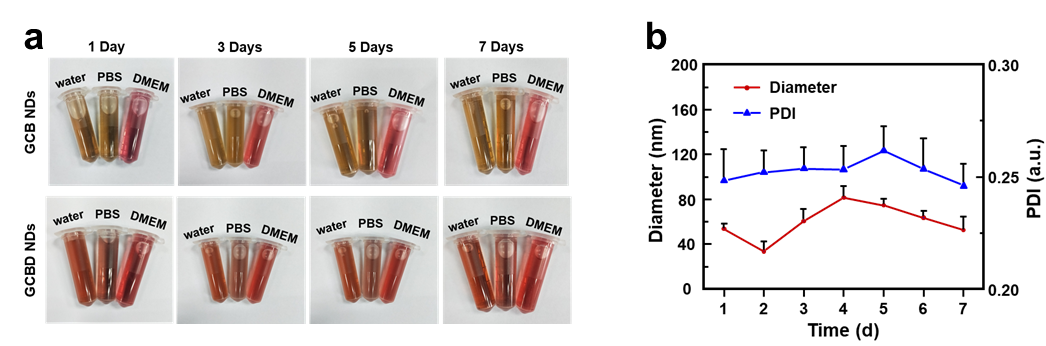 a
1 Day
3 Days
5 Days
7 Days
GCB NDs
water PBS DMEM
water PBS DMEM
water PBS DMEM
water PBS DMEM
GCBD NDs
water PBS DMEM
water PBS DMEM
water PBS DMEM
water PBS DMEM
b
Diameter (nm)
200
160
120
80
40
0
Diameter
PDI
0.30
0.25
0.20
PDI (a.u.)
1 2 3 4 5 6 7
Time (d)